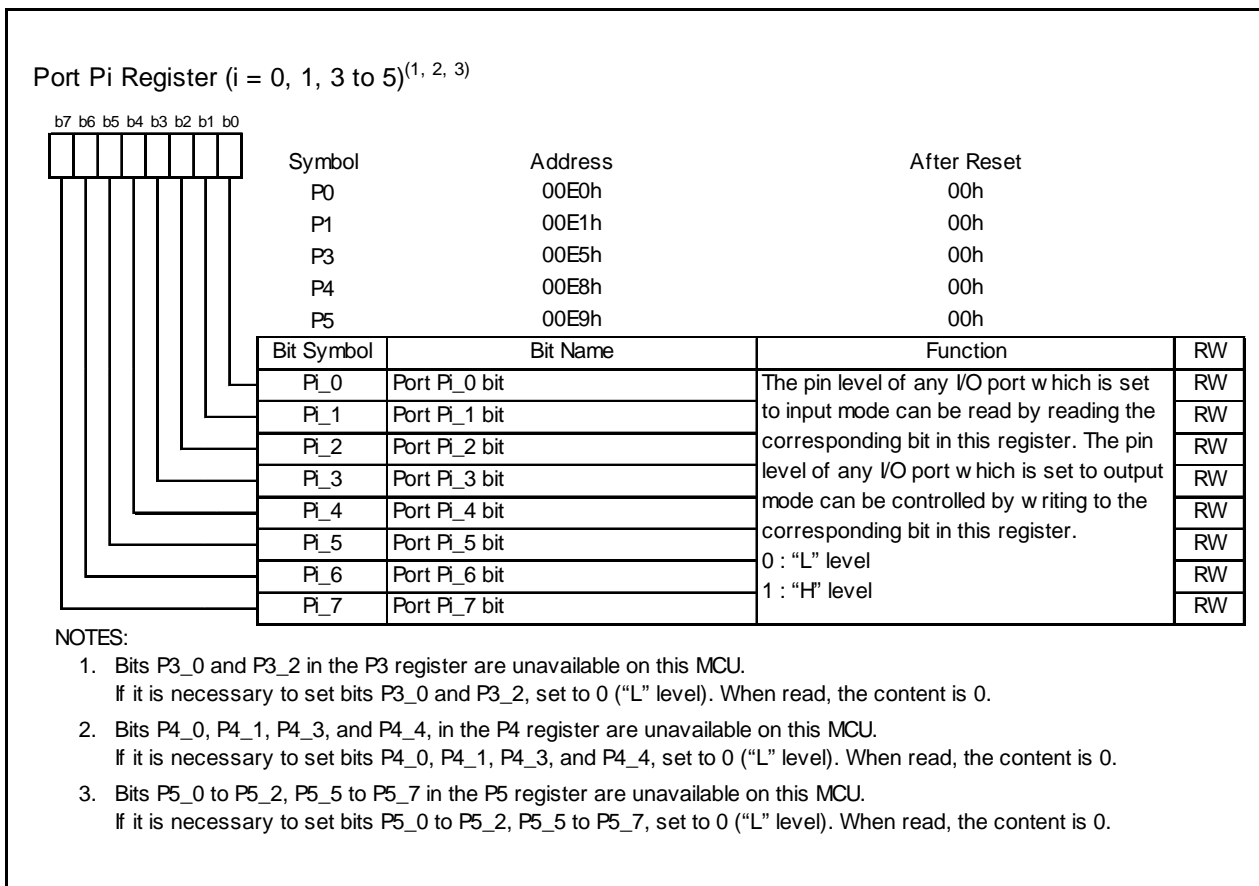 Port Pi Register (i = 0, 1, 3 to 5)(1, 2, 3)
b7 b6 b5 b4 b3 b2 b1 b0
Symbol Address After Reset
P0 00E0h 00h
P1 00E1h 00h
P3 00E5h 00h
P4 00E8h 00h
P5 00E9h 00h
Bit Symbol Bit Name Function RW
Pi_0 Port Pi_0 bit The pin level of any I/O port which is set RW
Pi_1 Port Pi_1 bit to input mode can be read by reading the RW
Pi_2 Port Pi_2 bit corresponding bit in this register. The pin RW
Pi_3 Port Pi_3 bit level of any I/O port which is set to output RW
Pi_4 Port Pi_4 bit mode can be controlled by writing to the RW
Pi_5 Port Pi_5 bit corresponding bit in this register. RW
Pi_6 Port Pi_6 bit 0 : “L” level RW
Pi_7 Port Pi_7 bit 1 : “H” level RW
NOTES:
1. Bits P3_0 and P3_2 in the P3 register are unavailable on this MCU.
If it is necessary to set bits P3_0 and P3_2, set to 0 (“L” level). When read, the content is 0.
2. Bits P4_0, P4_1, P4_3, and P4_4, in the P4 register are unavailable on this MCU.
If it is necessary to set bits P4_0, P4_1, P4_3, and P4_4, set to 0 (“L” level). When read, the content is 0.
3. Bits P5_0 to P5_2, P5_5 to P5_7 in the P5 register are unavailable on this MCU.
If it is necessary to set bits P5_0 to P5_2, P5_5 to P5_7, set to 0 (“L” level). When read, the content is 0.